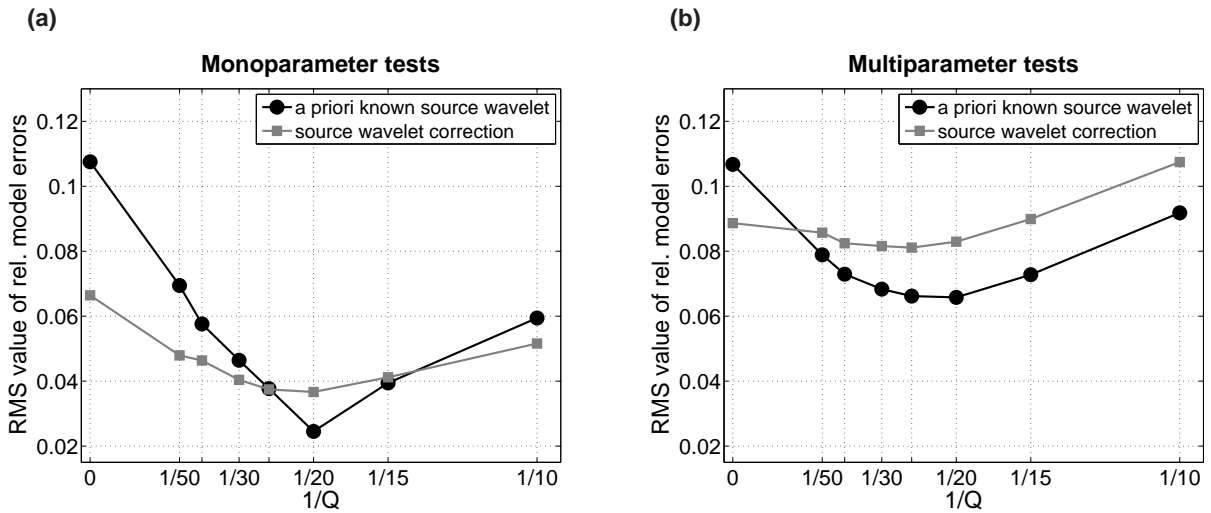 (a)
Monoparameter tests
a priori known source wavelet
source wavelet correction
RMS value of rel. model errors
0.12
0.1
0.08
0.06
0.04
0.02
0
1/50
1/30
1/20
1/15
1/10
1/Q
(b)
Multiparameter tests
a priori known source wavelet
source wavelet correction
RMS value of rel. model errors
0.12
0.1
0.08
0.06
0.04
0.02
0
1/50
1/30
1/20
1/15
1/10
1/Q